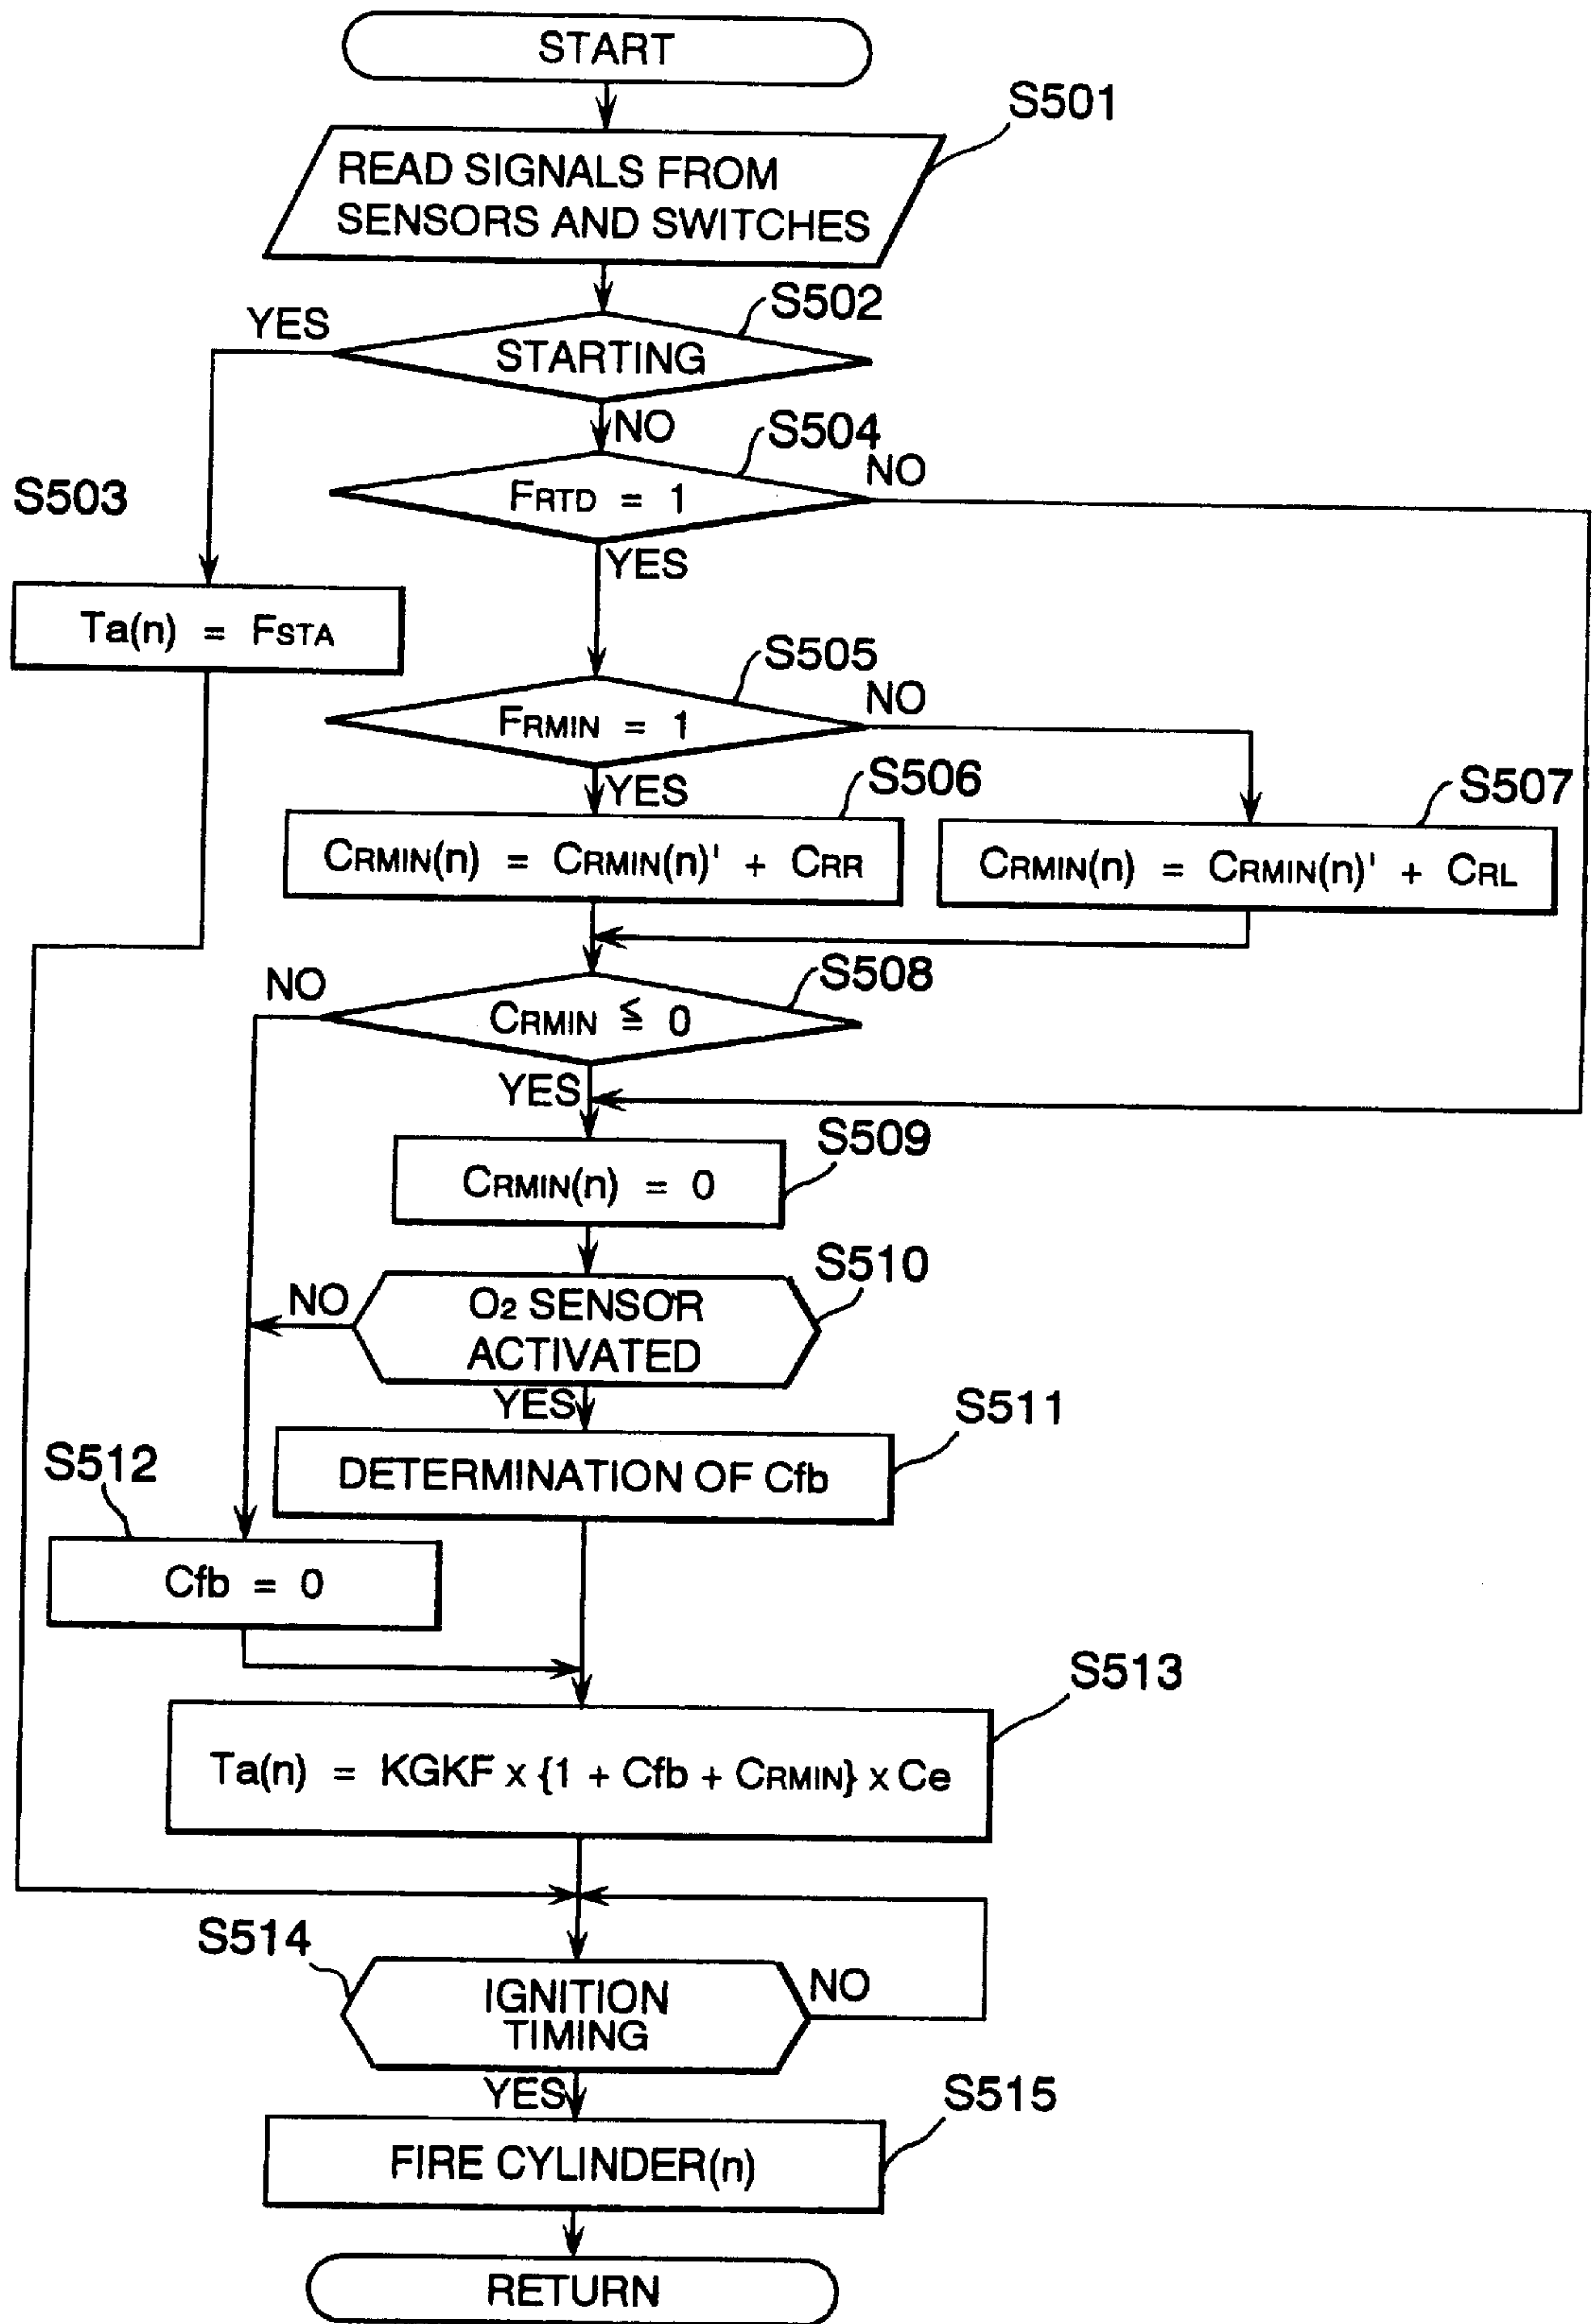 START
S501
READ SIGNALS FROM
SENSORS AND SWITCHES
S502
YES
STARTING
NO
S504
NO
S503
FRTD = 1
YES
Ta(n) = FSTA
S505
NO
FRMIN = 1
YES
S506
S507
CRMIN(n) = CRMIN(n)' + CRR
CRMIN(n) = CRMIN(n)' + CRL
S508
NO
CRMIN ≦ 0
YES
S509
CRMIN(n) = 0
S510
NO
O2 SENSOR
ACTIVATED
YES
S511
DETERMINATION OF Cfb
S512
Cfb = 0
S513
Ta(n) = KGKF x {1 + Cfb + CRMIN} x Ce
S514
IGNITION
TIMING
NO
YES
S515
FIRE CYLINDER(n)
RETURN